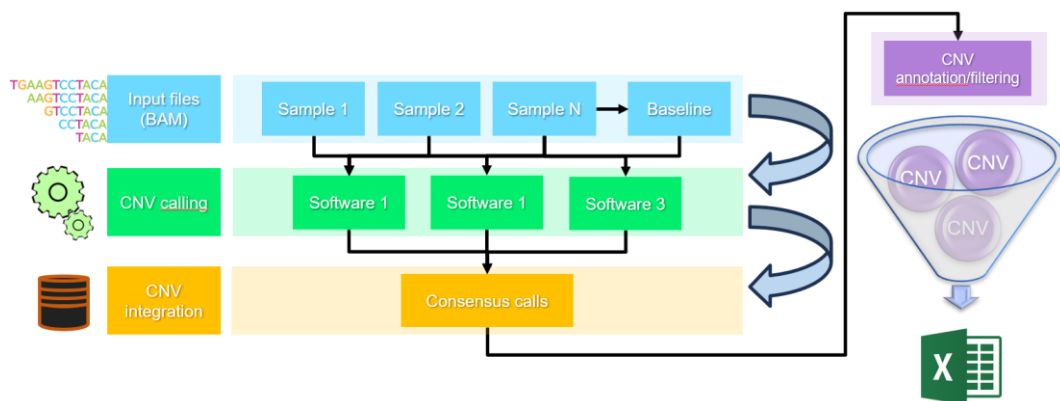 CNV
annotation/filtering
TGAAGTCCTACA
AAGTCCTACA
GTCCTACA
CCTACA
TACA
Input files
(BAM)
Sample 1
Sample 2
Sample N
Baseline
CNV calling
Software 1
Software 1
Software 3
CNV
CNV
CNV
CNV
integration
Consensus calls
X